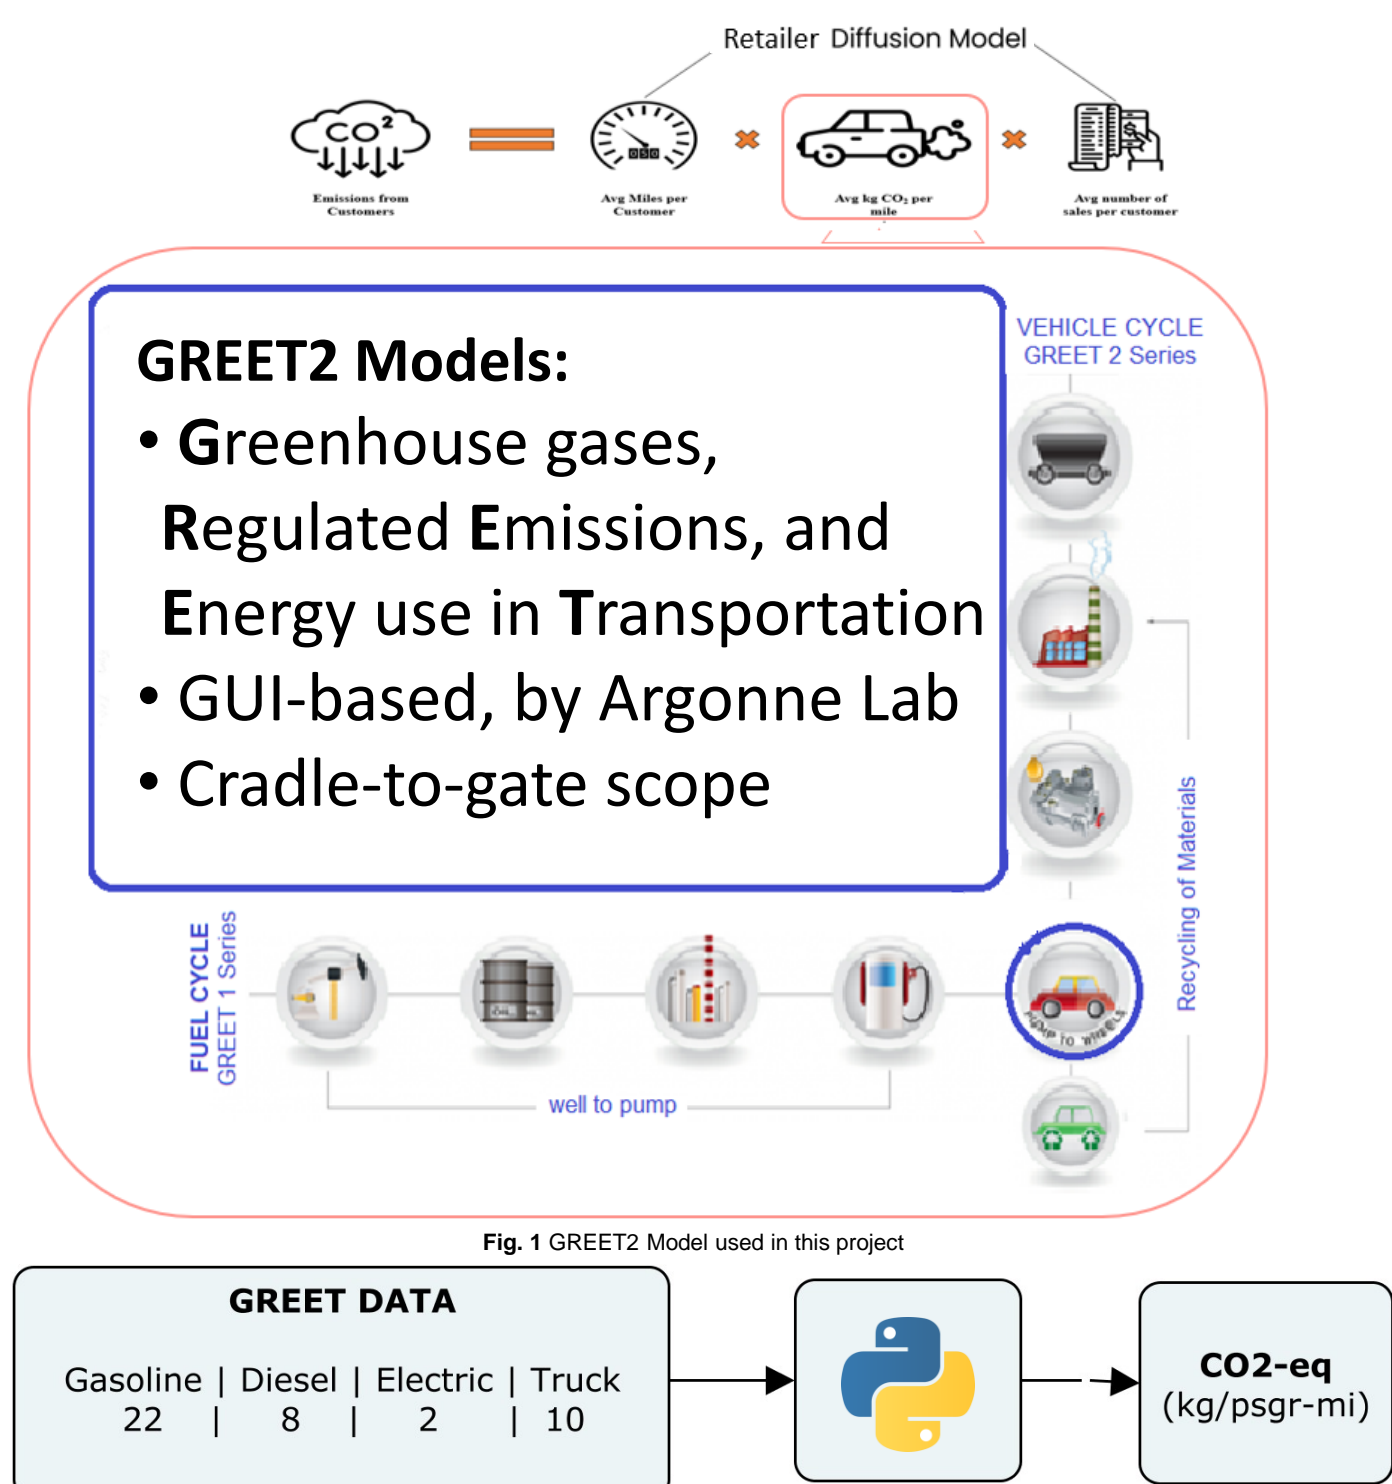 Retailer Diffusion Model
CO²
Emissions from
Customers
Avg Miles per
Customer
Avg kg CO₂ per
mile
Avg number of
sales per customer
GREET2 Models:
• Greenhouse gases,
Regulated Emissions, and
Energy use in Transportation
• GUI-based, by Argonne Lab
• Cradle-to-gate scope
VEHICLE CYCLE
GREET 2 Series
Recycling of Materials
FUEL CYCLE
GREET 1 Series
PUMP TO WHEELS
well to pump
Fig. 1 GREET2 Model used in this project
GREET DATA
Gasoline | Diesel | Electric | Truck
22 | 8 | 2 | 10
CO2-eq
(kg/psgr-mi)